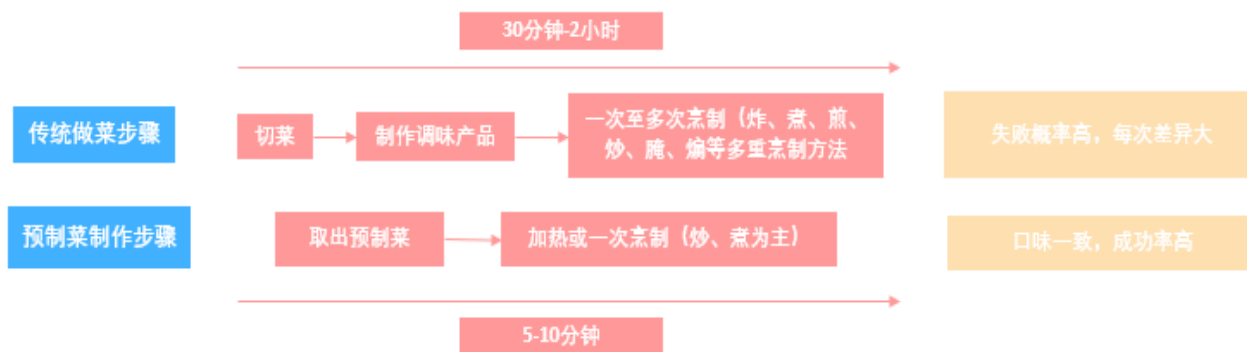 30分钟-2小时
传统做菜步骤
切菜
制作调味产品
一次至多次烹制（炸、煮、煎、
炒、腌、煸等多重烹制方法
失败概率高，每次差异大
预制菜制作步骤
取出预制菜
加热或一次烹制（炒、煮为主）
口味一致，成功率高
5-10分钟